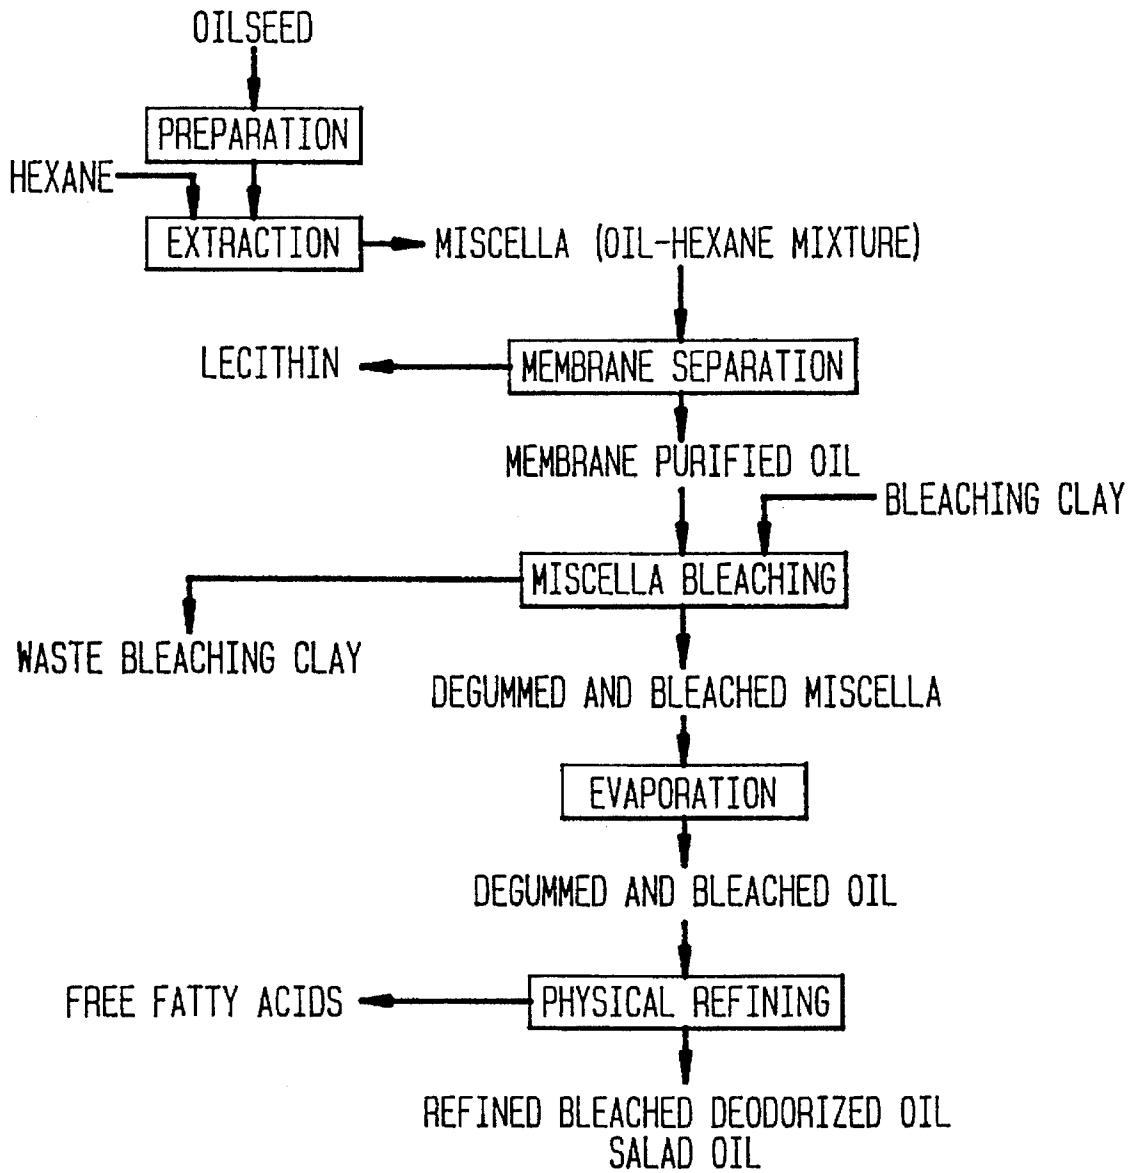 OILSEED
PREPARATION
HEXANE
EXTRACTION
MISCELLA (OIL-HEXANE MIXTURE)
LECITHIN
MEMBRANE SEPARATION
MEMBRANE PURIFIED OIL
BLEACHING CLAY
MISCELLA BLEACHING
WASTE BLEACHING CLAY
DEGUMMED AND BLEACHED MISCELLA
EVAPORATION
DEGUMMED AND BLEACHED OIL
FREE FATTY ACIDS
PHYSICAL REFINING
REFINED BLEACHED DEODORIZED OIL
SALAD OIL